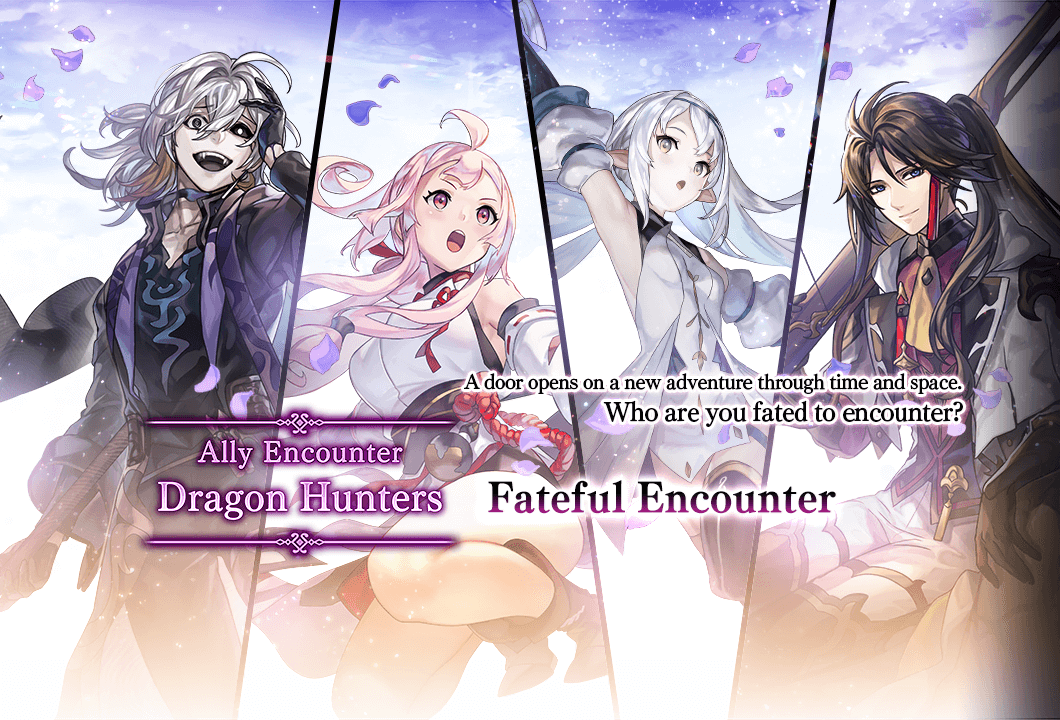 A door opens on a new adventure through time and space.
Who are you fated to encounter?
Ally Encounter
Dragon Hunters
Fateful Encounter